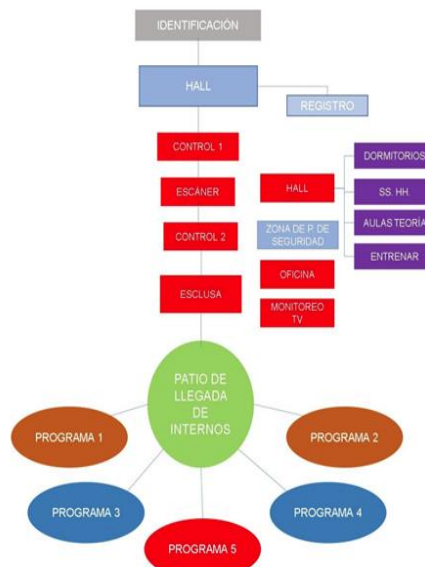 IDENTIFICACIÓN
HALL
REGISTRO
CONTROL 1
ESCÁNER
CONTROL 2
ESCLUSA
HALL
ZONA DE P. DE
SEGURIDAD
OFICINA
MONITOREO
TV
DORMITORIOS
SS. HH.
AULAS TEORÍA
ENTRENAR
PATIO DE
LLEGADA
DE
INTERNOS
PROGRAMA 1
PROGRAMA 2
PROGRAMA 3
PROGRAMA 4
PROGRAMA 5